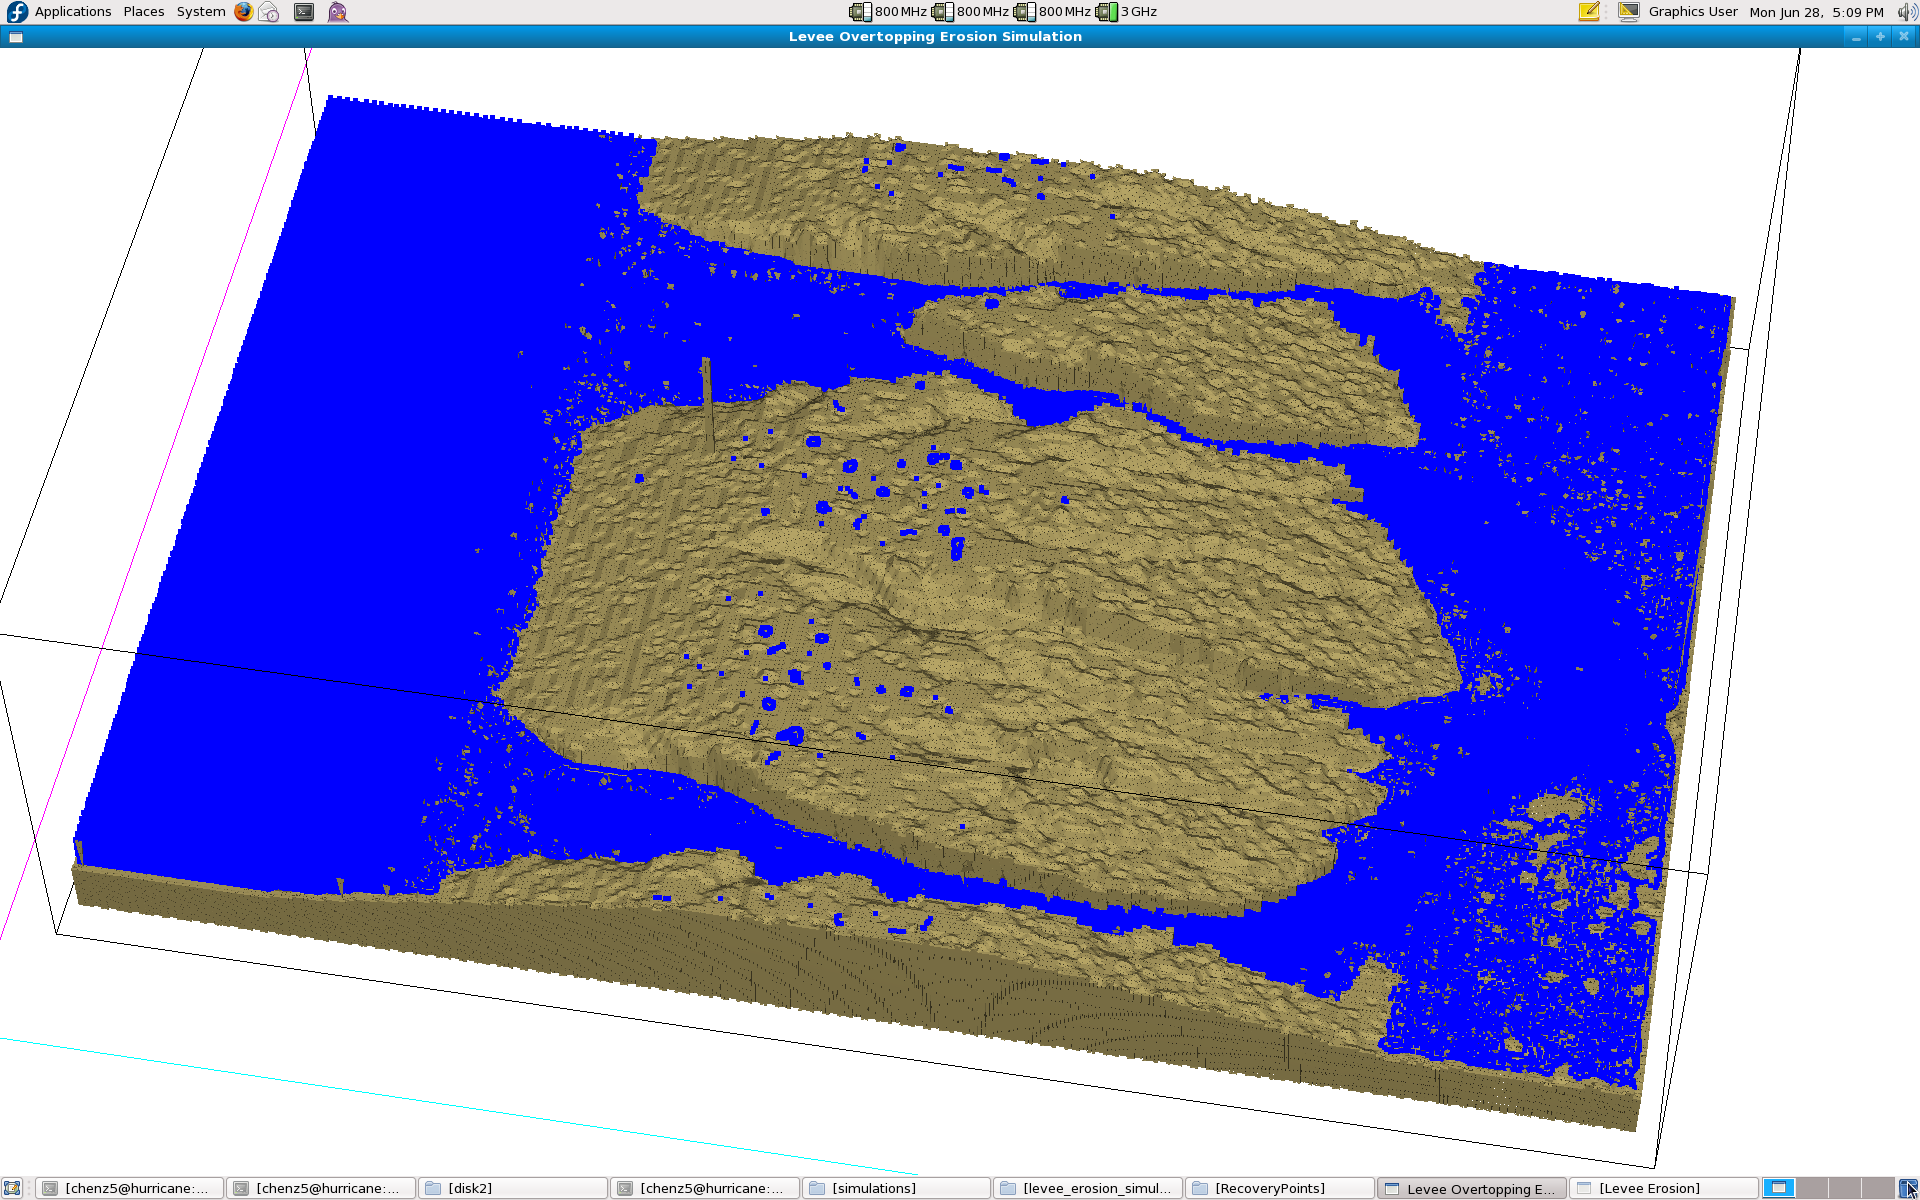 Applications Places System 800 MHz 800 MHz 800 MHz 3 GHz Graphics User Mon Jun 28, 5:09 PM
Levee Overtopping Erosion Simulation
[chenz5@hurricane:... [chenz5@hurricane:... [disk2] [chenz5@hurricane:... [simulations] [levee_erosion_simul... [RecoveryPoints] Levee Overtopping E... [Levee Erosion]